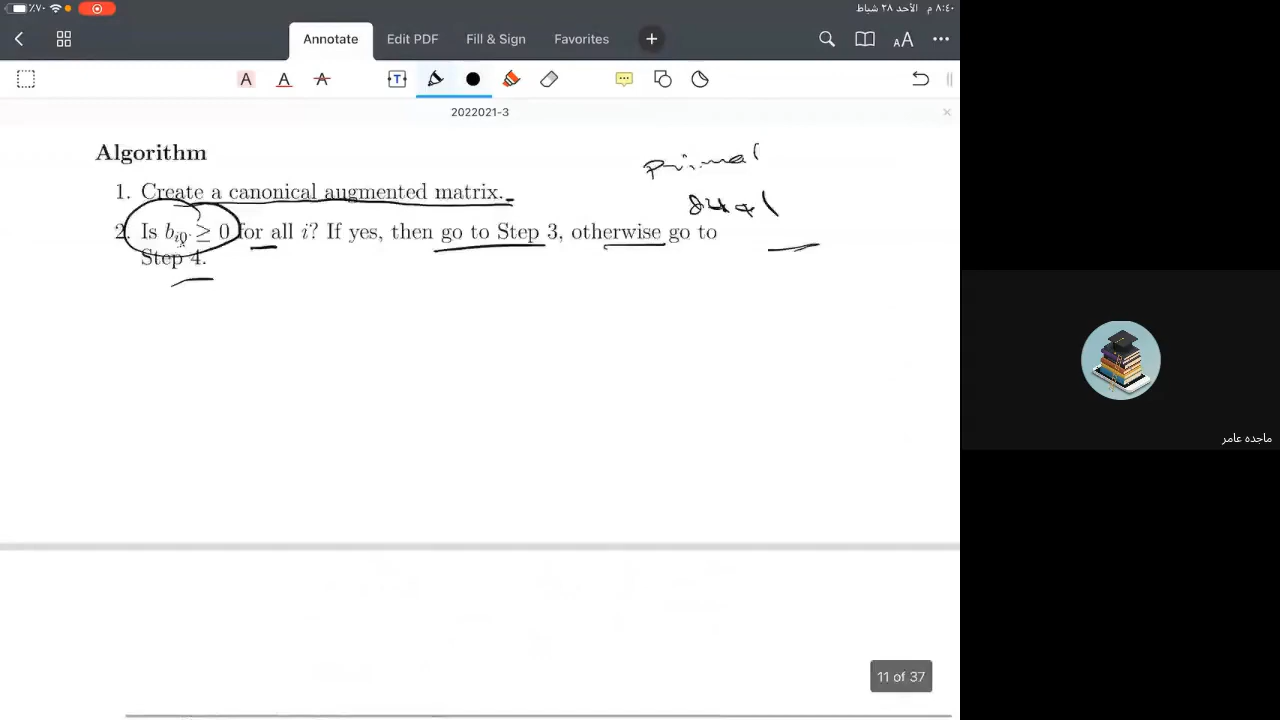 ٪٧٠
٨:٤٠ م الأحد ٢٨ شباط
Annotate
Edit PDF
Fill & Sign
Favorites
2022021-3
Algorithm
primal
1. Create a canonical augmented matrix.
dual
2. Is b_{i0} ≥ 0 for all i? If yes, then go to Step 3, otherwise go to
Step 4.
ماجده عامر
11 of 37